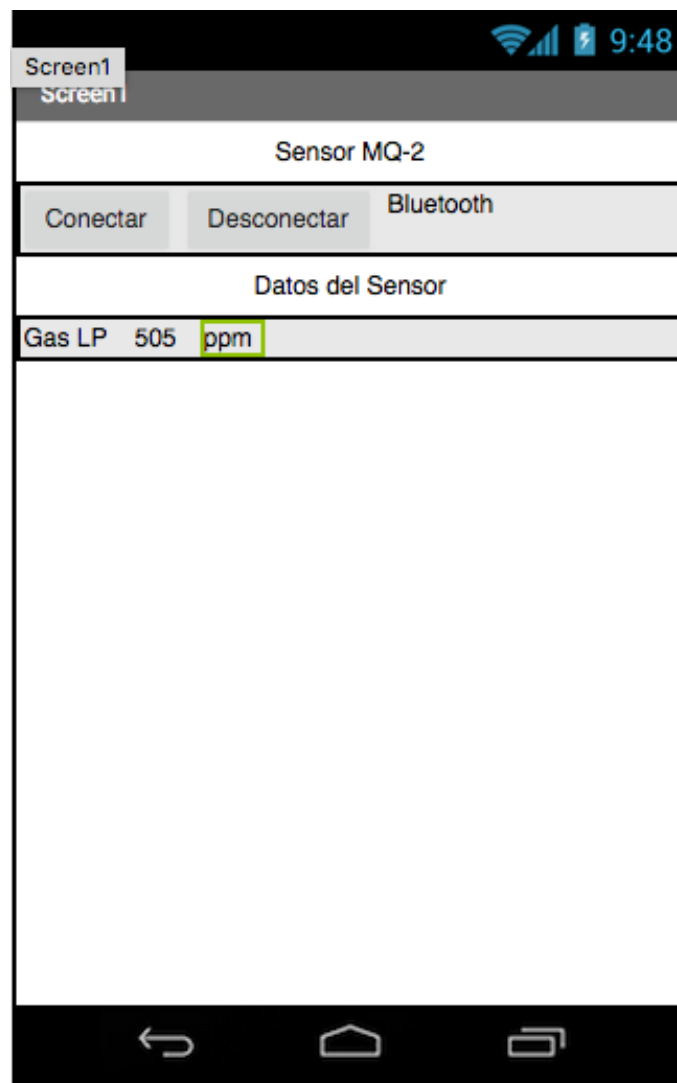 9:48
Screen1
Screen1
Sensor MQ-2
Conectar Desconectar Bluetooth
Datos del Sensor
Gas LP 505 ppm